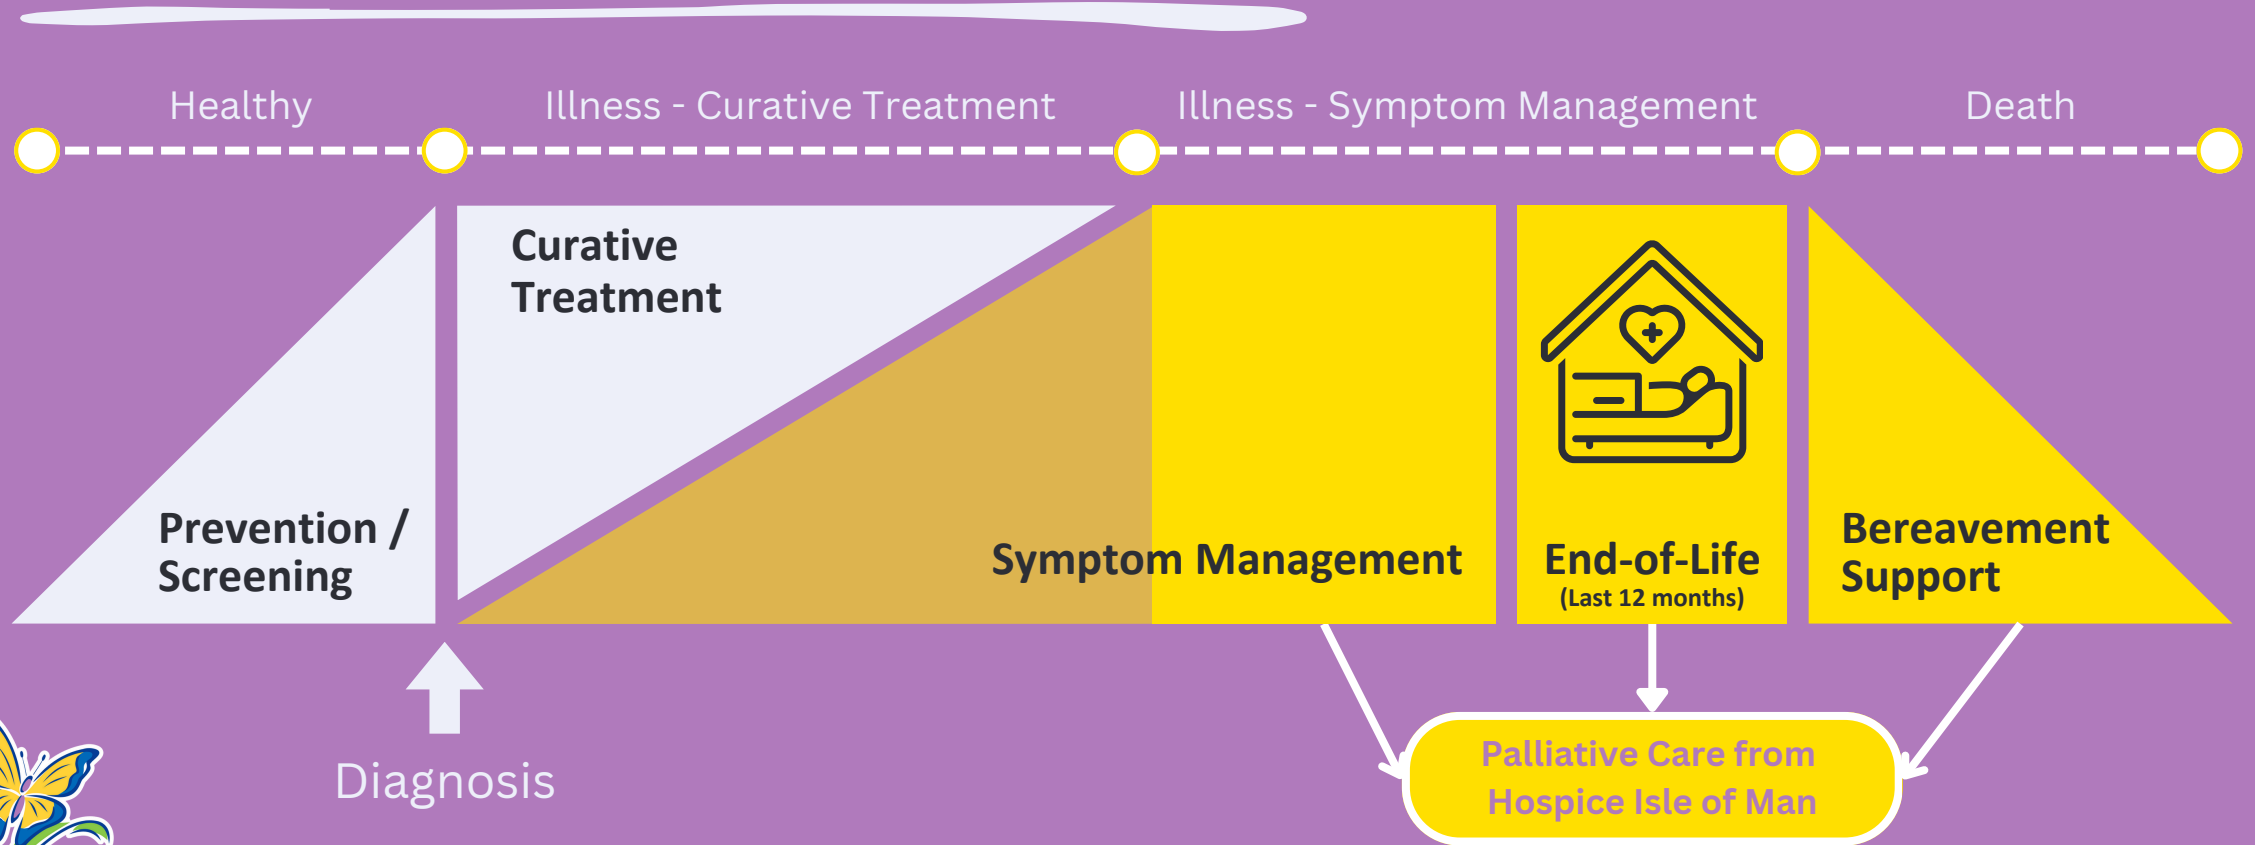 Healthy
Illness - Curative Treatment
Illness - Symptom Management
Death
Curative
Treatment
Prevention /
Screening
Symptom Management
End-of-Life
(Last 12 months)
Bereavement
Support
Diagnosis
Palliative Care from
Hospice Isle of Man